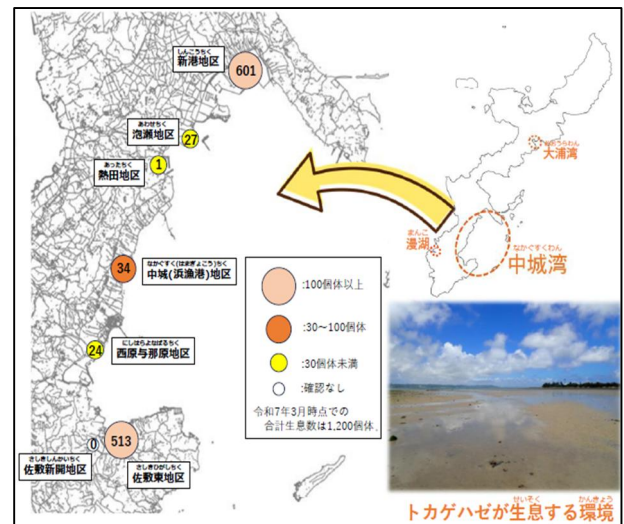 しんこうちく
新港地区
601
あわせちく
泡瀬地区
27
あったちく
熱田地区
1
なかぐすく(はまぎょこう)ちく
中城(浜漁港)地区
34
にしはらよなばるちく
西原与那原地区
24
さしきしんかいちく
佐敷新開地区
0
さしきひがしちく
佐敷東地区
513
:100個体以上
:30～100個体
:30個体未満
:確認なし
令和7年3月時点での
合計生息数は1,200個体。
おおうらわん
大浦湾
まんこ
漫湖
なかぐすくわん
中城湾
せいそく かんきょう
トカゲハゼが生息する環境